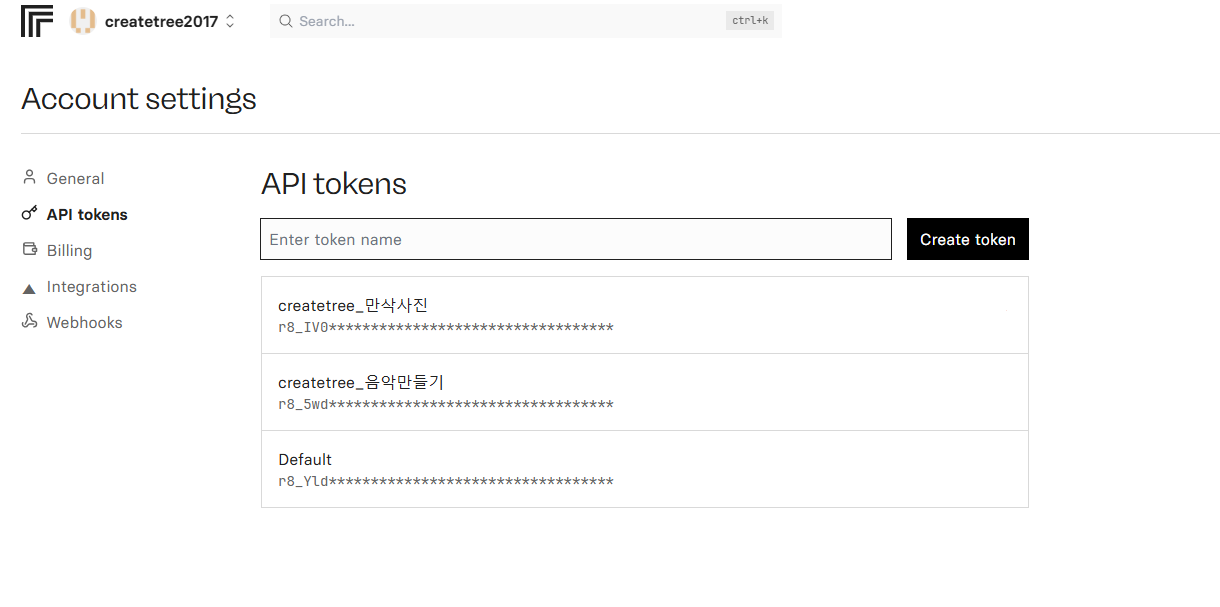 createtree2017
Search...
ctrl+k
Account settings
General
API tokens
Billing
Integrations
Webhooks
API tokens
Enter token name
Create token
createtree_만삭사진
r8_IV0**********************************
createtree_음악만들기
r8_5wd**********************************
Default
r8_Yld**********************************